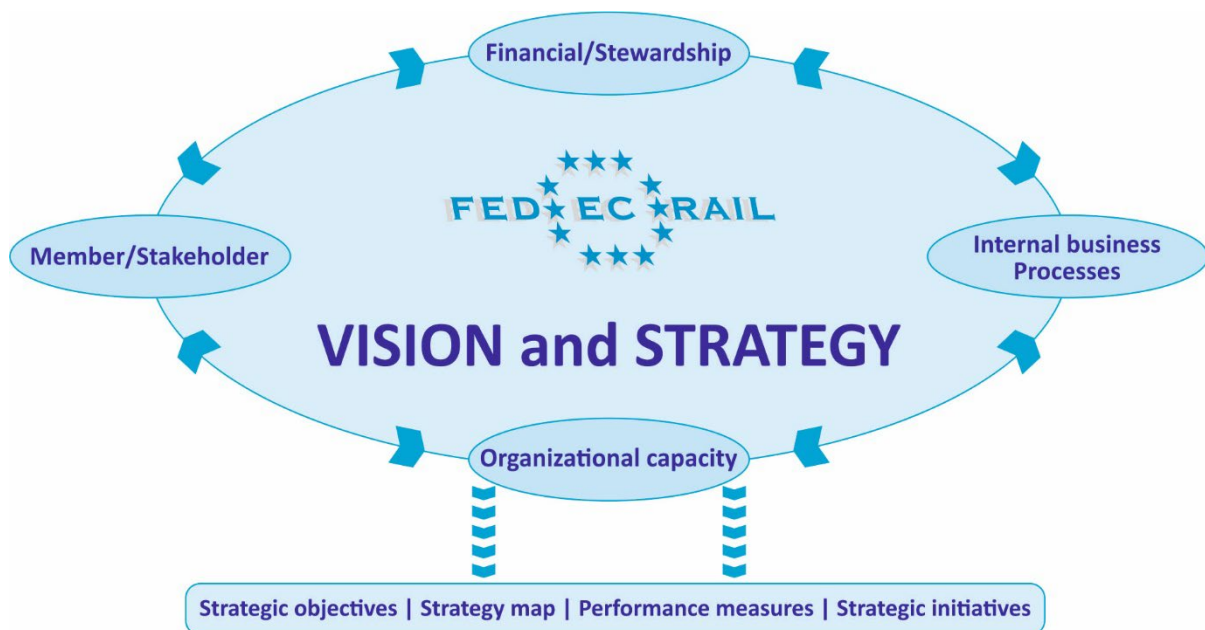 Financial/Stewardship
FED EC RAIL
Member/Stakeholder
Internal business
Processes
VISION and STRATEGY
Organizational capacity
Strategic objectives | Strategy map | Performance measures | Strategic initiatives